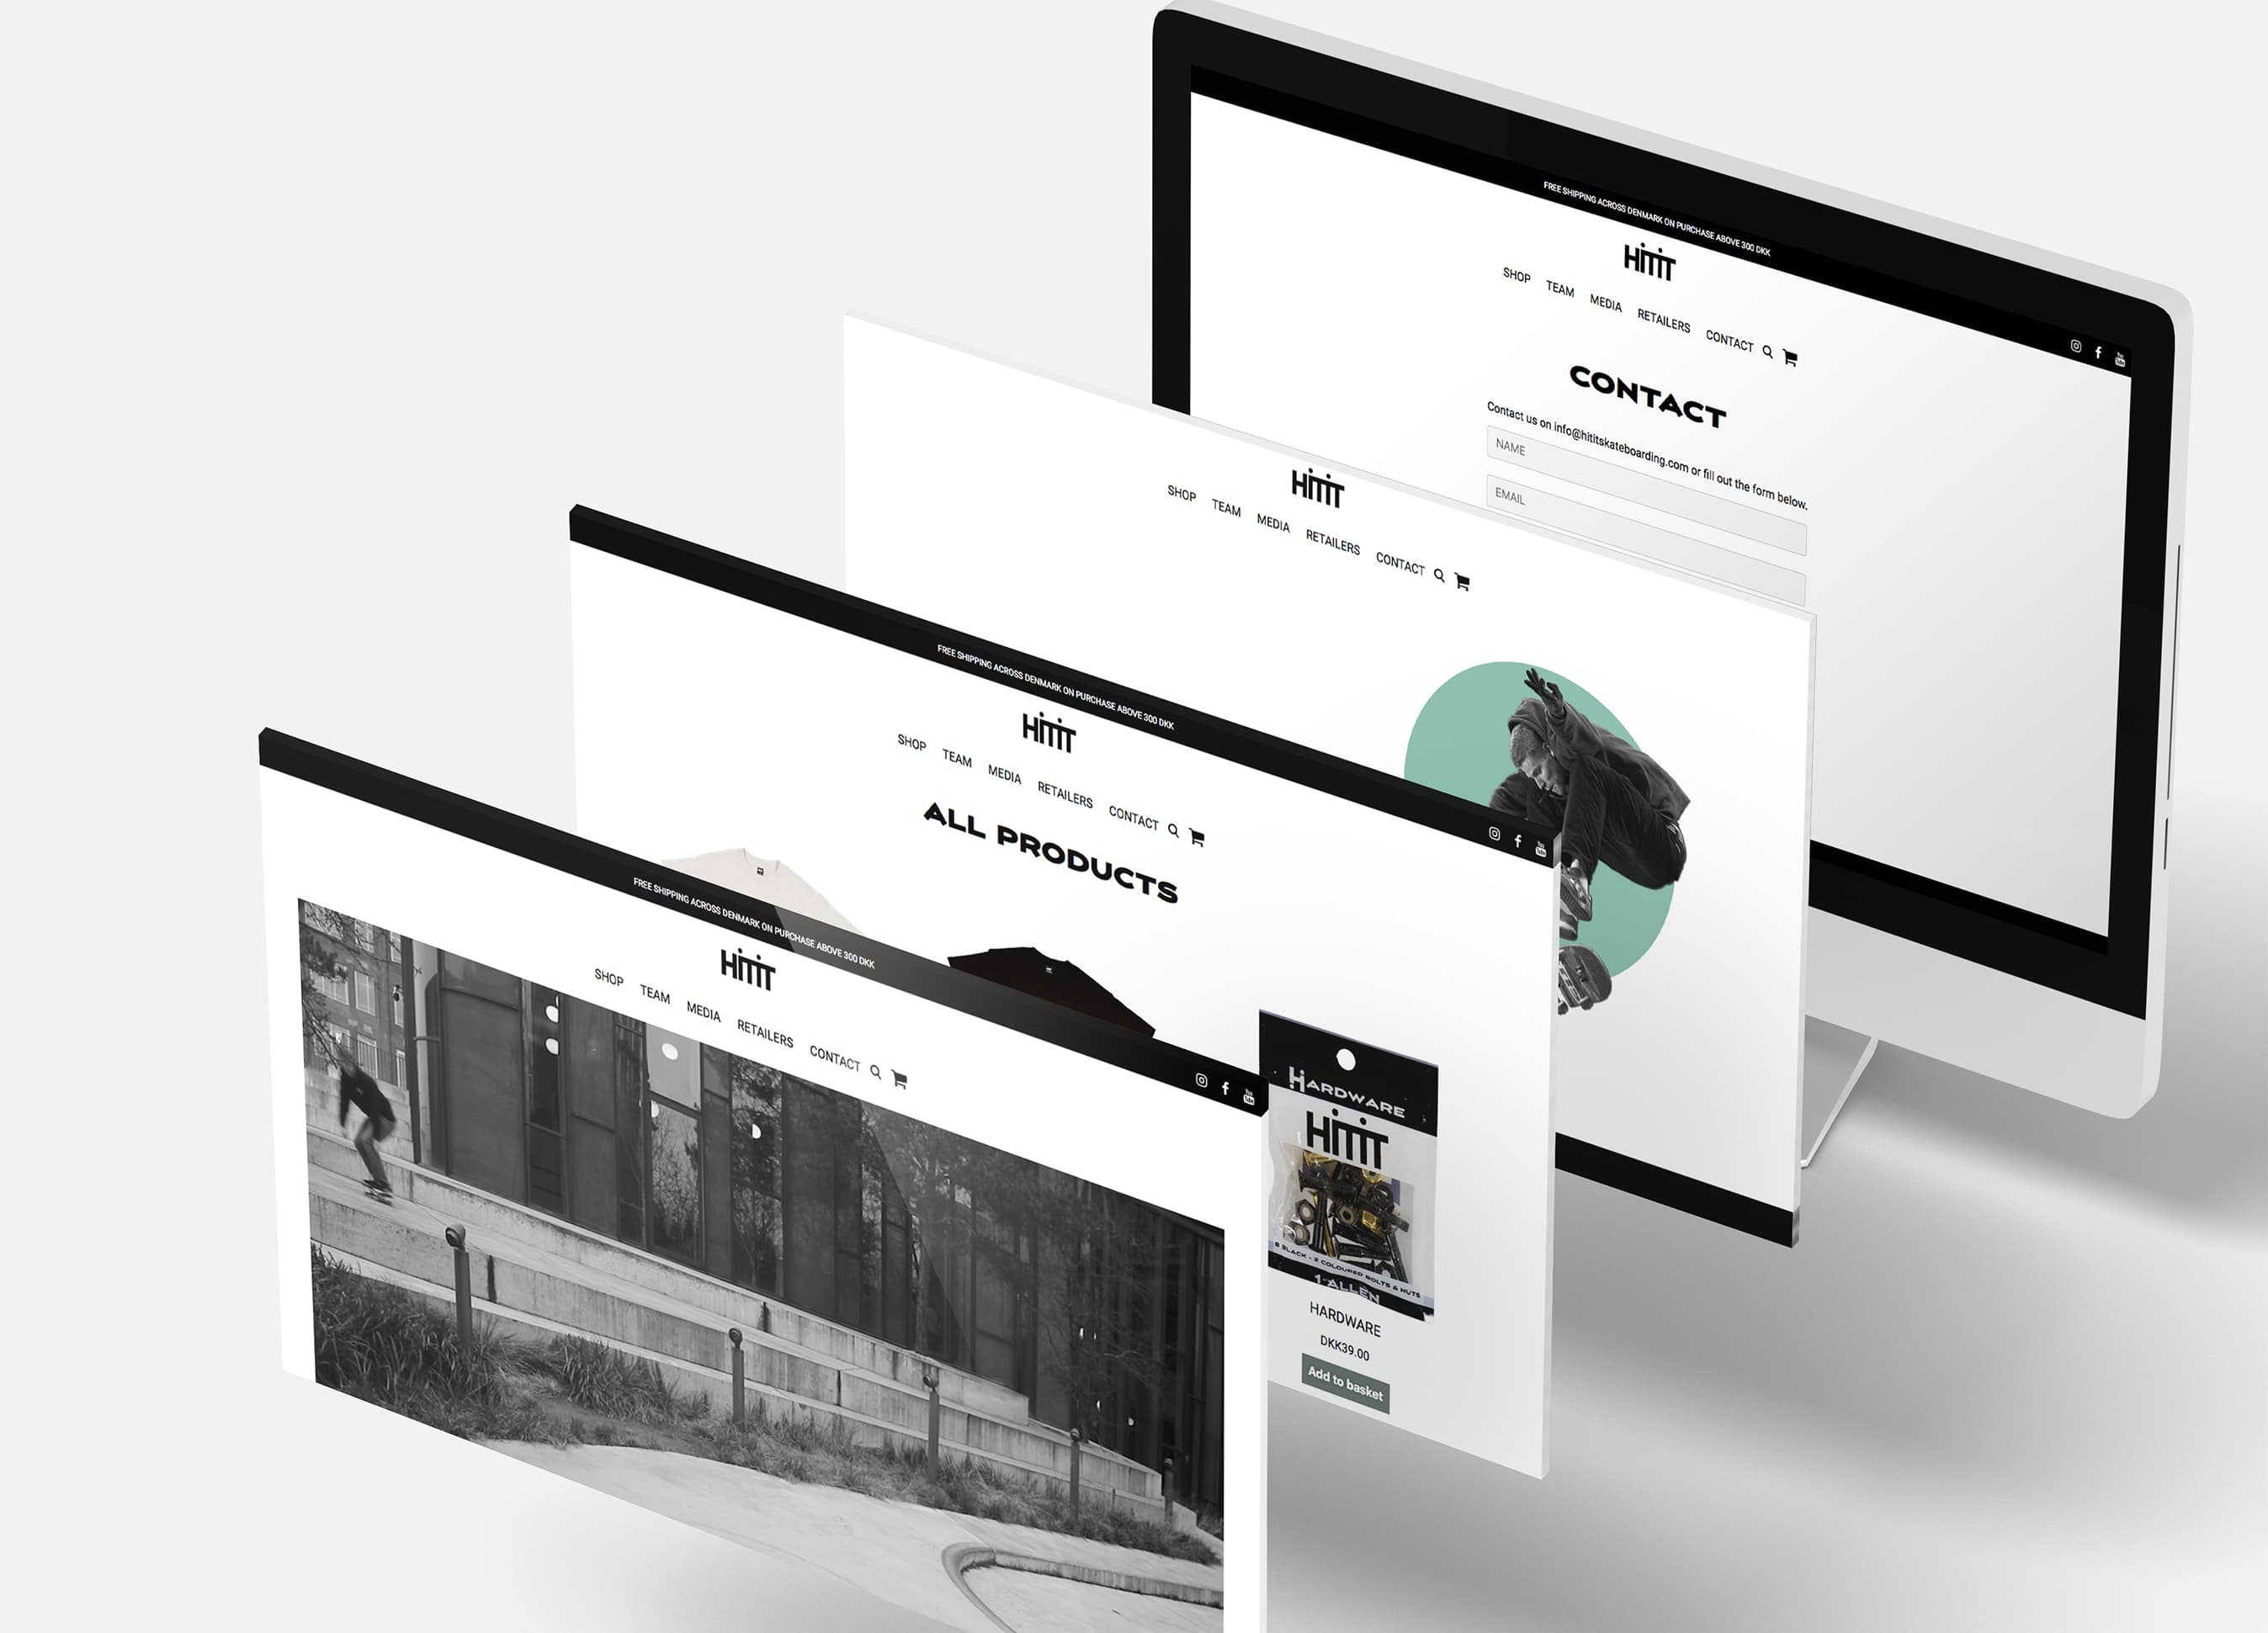 FREE SHIPPING ACROSS DENMARK ON PURCHASE ABOVE 300 DKK
HiTiT
SHOP TEAM MEDIA RETAILERS CONTACT
CONTACT
Contact us on info@hititskateboarding.com or fill out the form below.
NAME
EMAIL
HiTiT
SHOP TEAM MEDIA RETAILERS CONTACT
FREE SHIPPING ACROSS DENMARK ON PURCHASE ABOVE 300 DKK
HiTiT
SHOP TEAM MEDIA RETAILERS CONTACT
ALL PRODUCTS
HARDWARE
HiTiT
8 BLACK - 2 COLOURED BOLTS & NUTS
1 ALLEN
HARDWARE
DKK39.00
Add to basket
FREE SHIPPING ACROSS DENMARK ON PURCHASE ABOVE 300 DKK
HiTiT
SHOP TEAM MEDIA RETAILERS CONTACT